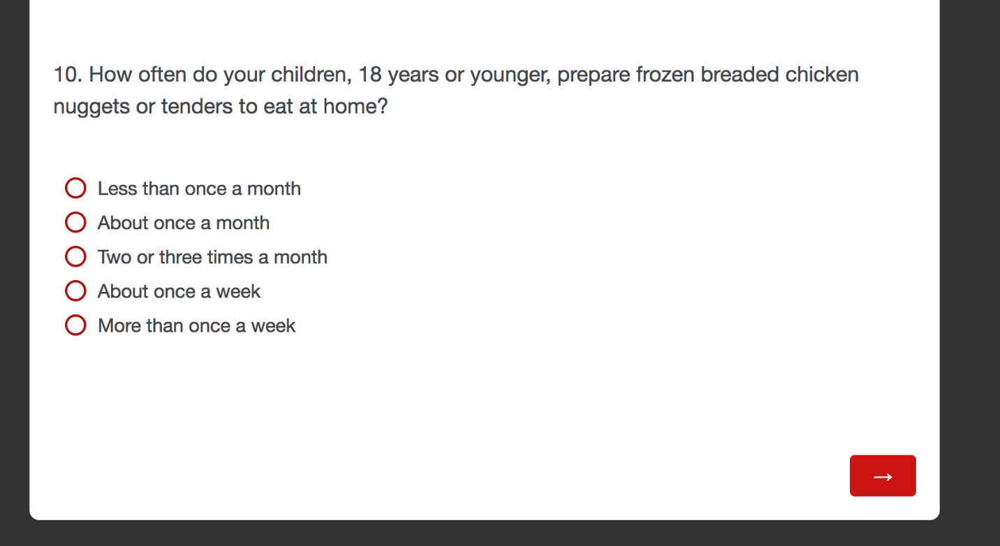 10. How often do your children, 18 years or younger, prepare frozen breaded chicken
nuggets or tenders to eat at home?
Less than once a month
About once a month
Two or three times a month
About once a week
More than once a week
→